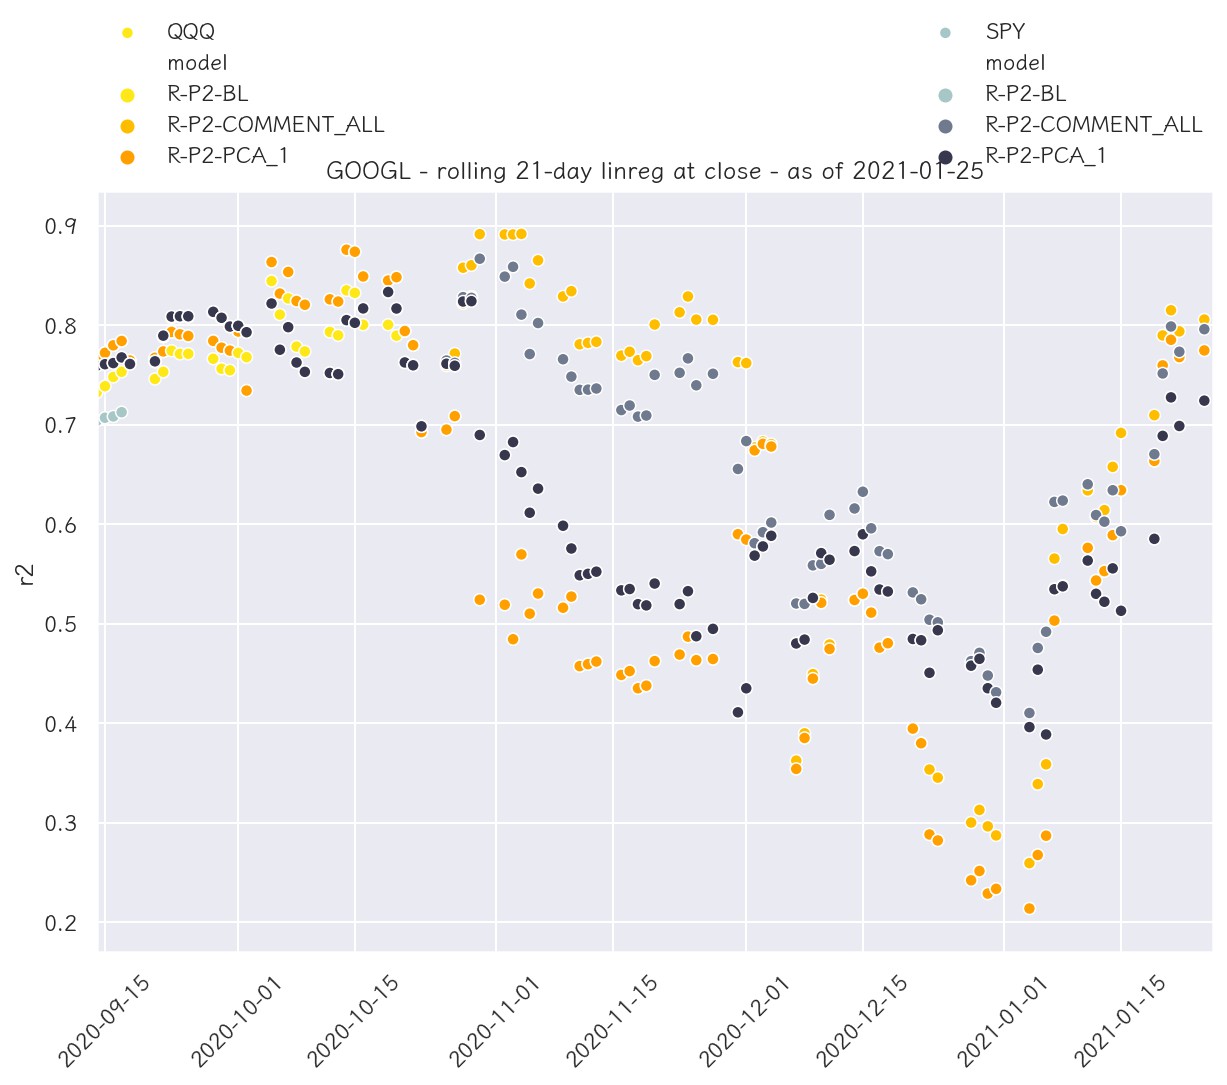 QQQ
model
R-P2-BL
R-P2-COMMENT_ALL
R-P2-PCA_1
SPY
model
R-P2-BL
R-P2-COMMENT_ALL
R-P2-PCA_1
GOOGL - rolling 21-day linreg at close - as of 2021-01-25
r2
0.9
0.8
0.7
0.6
0.5
0.4
0.3
0.2
2020-09-15
2020-10-01
2020-10-15
2020-11-01
2020-11-15
2020-12-01
2020-12-15
2021-01-01
2021-01-15